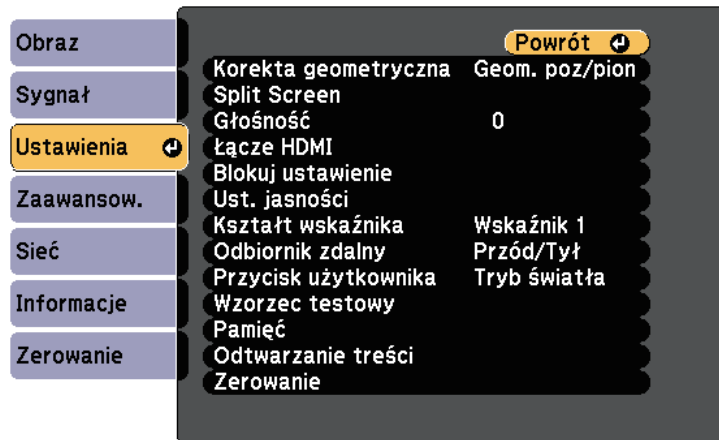 Obraz
Sygnał
Ustawienia
Zaawansow.
Sieć
Informacje
Zerowanie
Powrót
Korekta geometryczna Geom. poz/pion
Split Screen
Głośność 0
Łącze HDMI
Blokuj ustawienie
Ust. jasności
Kształt wskaźnika Wskaźnik 1
Odbiornik zdalny Przód/Tył
Przycisk użytkownika Tryb światła
Wzorzec testowy
Pamięć
Odtwarzanie treści
Zerowanie